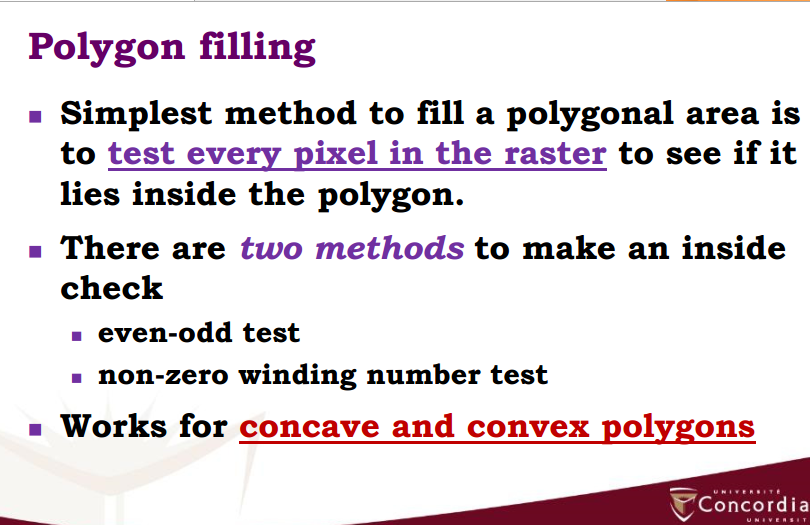 Polygon filling
Simplest method to fill a polygonal area is
to test every pixel in the raster to see if it
lies inside the polygon.
There are two methods to make an inside
check
even-odd test
non-zero winding number test
Works for concave and convex polygons
UNIVERSITÉ
Concordia
UNIVERSITY